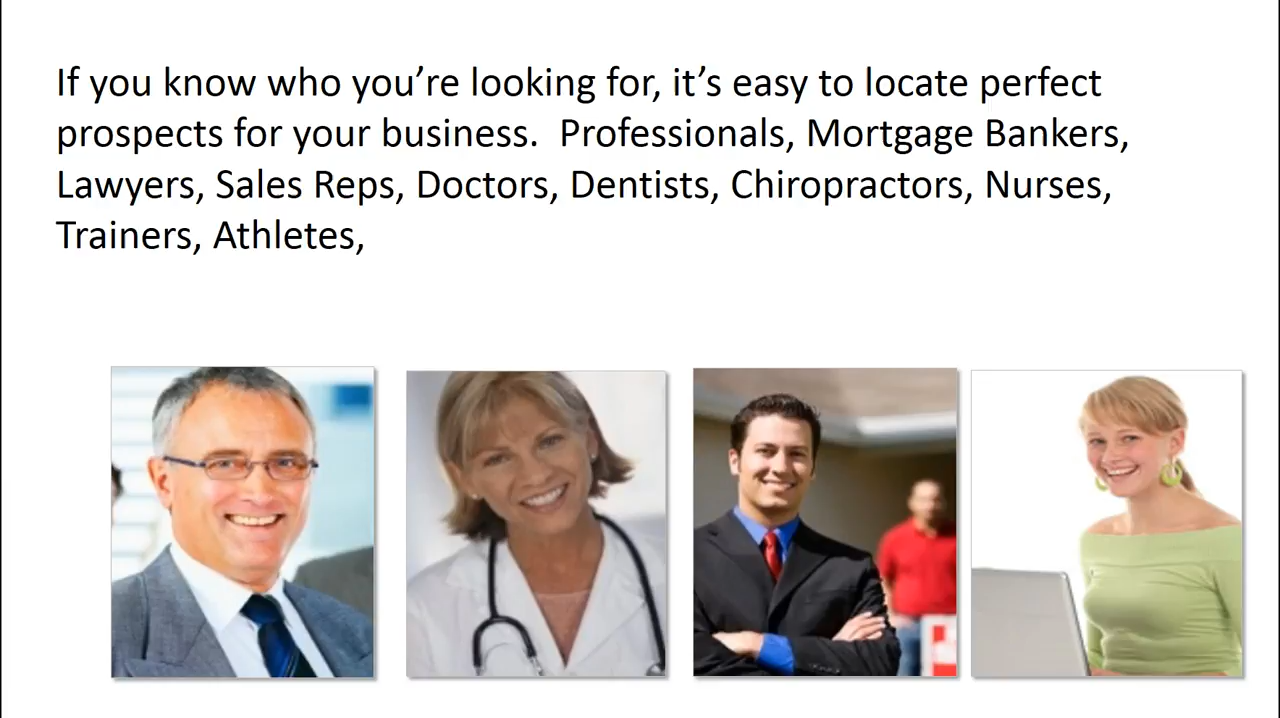 If you know who you’re looking for, it’s easy to locate perfect
prospects for your business.  Professionals, Mortgage Bankers,
Lawyers, Sales Reps, Doctors, Dentists, Chiropractors, Nurses,
Trainers, Athletes,